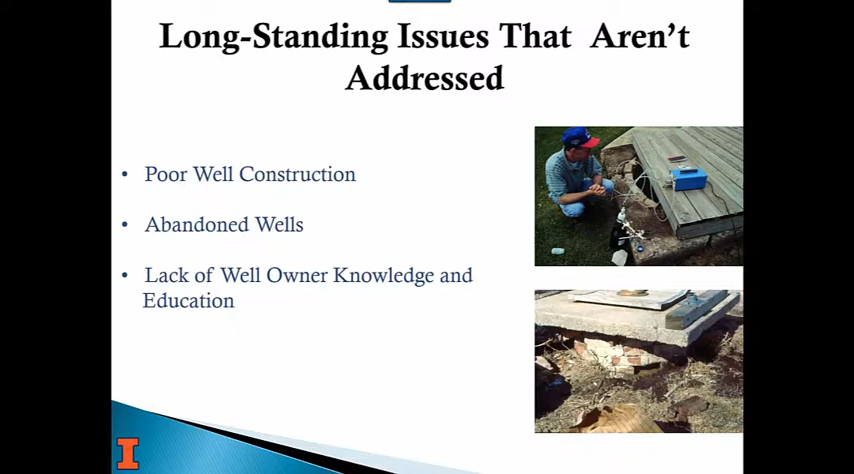 Long-Standing Issues That Aren't
Addressed
• Poor Well Construction
• Abandoned Wells
• Lack of Well Owner Knowledge and
Education
I